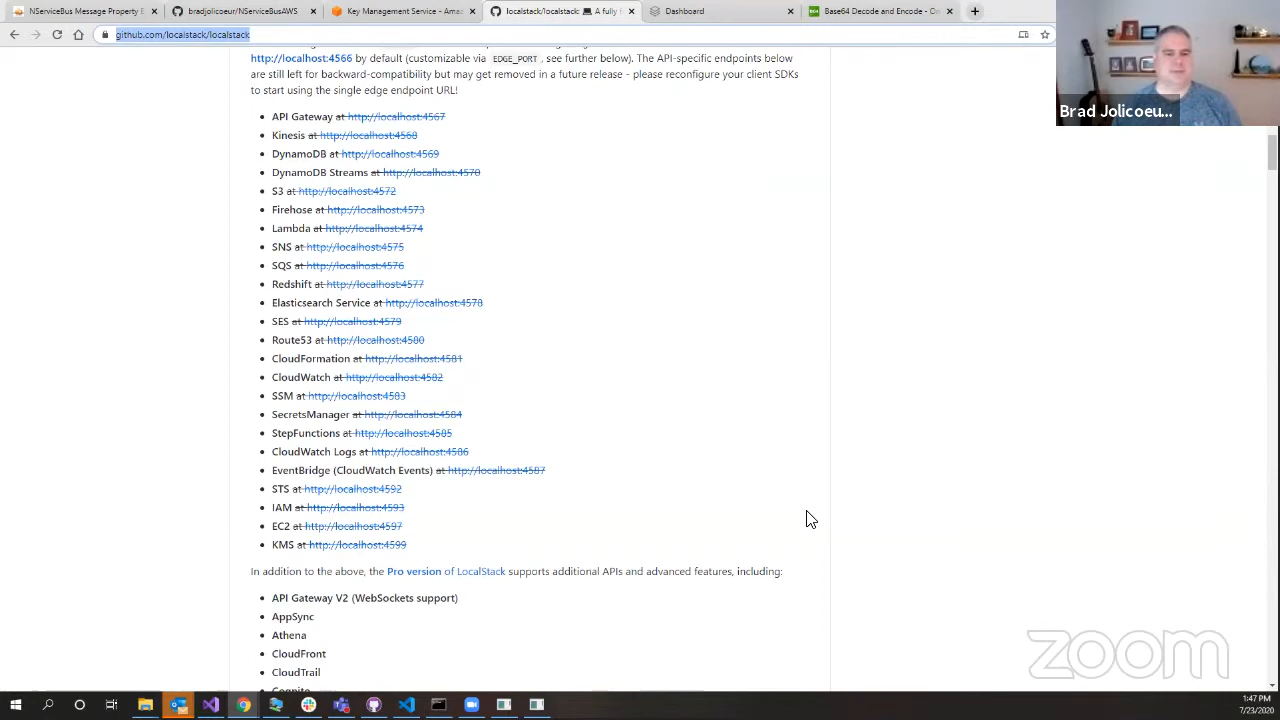 NServiceBus Message Property E
bradjolicoeur/NServiceBusAWS
Key Management Service - Amaz
localstack/localstack: A fully f
Dashboard
Base64 Decode and Encode - On
github.com/localstack/localstack
http://localhost:4566 by default (customizable via EDGE_PORT , see further below). The API-specific endpoints below
are still left for backward-compatibility but may get removed in a future release - please reconfigure your client SDKs
to start using the single edge endpoint URL!
API Gateway at http://localhost:4567
Kinesis at http://localhost:4568
DynamoDB at http://localhost:4569
DynamoDB Streams at http://localhost:4570
S3 at http://localhost:4572
Firehose at http://localhost:4573
Lambda at http://localhost:4574
SNS at http://localhost:4575
SQS at http://localhost:4576
Redshift at http://localhost:4577
Elasticsearch Service at http://localhost:4578
SES at http://localhost:4579
Route53 at http://localhost:4580
CloudFormation at http://localhost:4581
CloudWatch at http://localhost:4582
SSM at http://localhost:4583
SecretsManager at http://localhost:4584
StepFunctions at http://localhost:4585
CloudWatch Logs at http://localhost:4586
EventBridge (CloudWatch Events) at http://localhost:4587
STS at http://localhost:4592
IAM at http://localhost:4593
EC2 at http://localhost:4597
KMS at http://localhost:4599
In addition to the above, the Pro version of LocalStack supports additional APIs and advanced features, including:
API Gateway V2 (WebSockets support)
AppSync
Athena
CloudFront
CloudTrail
Cognito
Brad Jolicoeu...
zoom
1:47 PM
7/23/2020